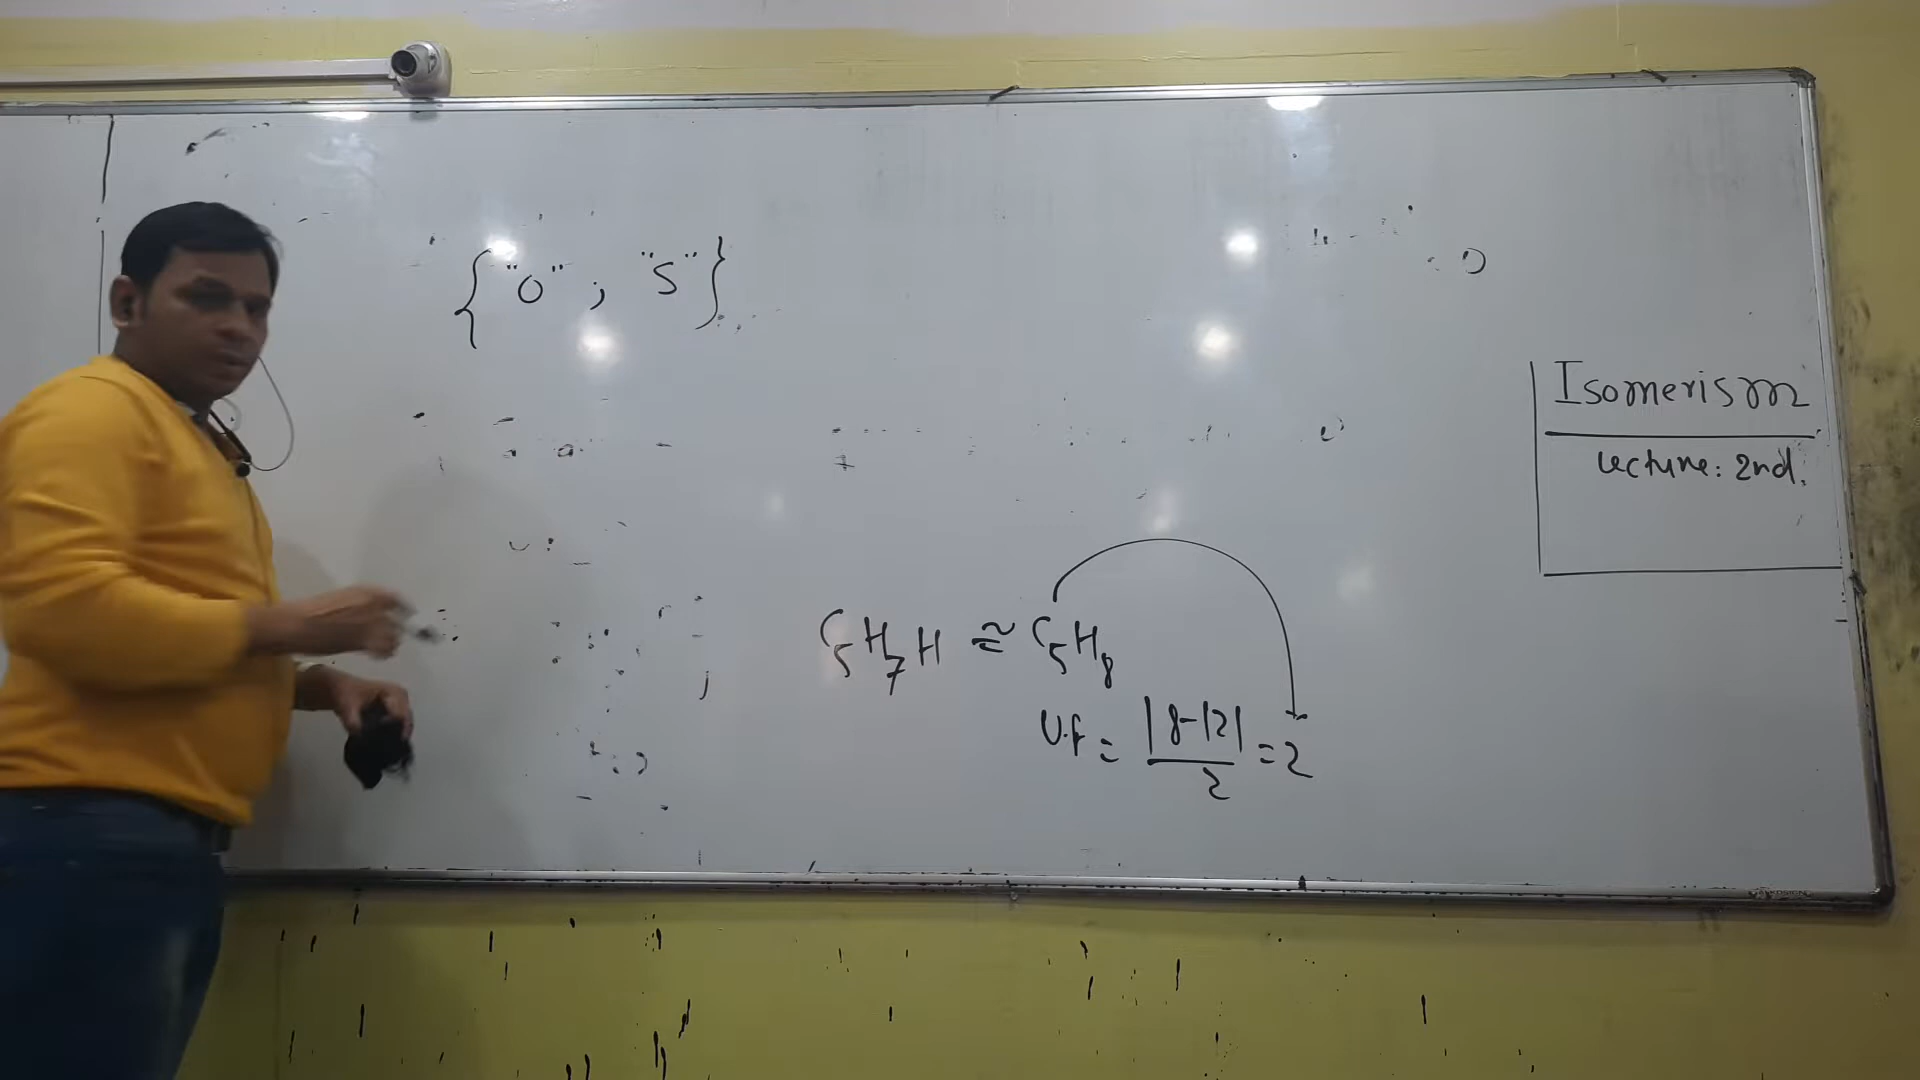 {"O" ; "S"}
Isomerism
Lecture: 2nd.
C₅H₇H ≅ C₅H₈
U.F = |8-12| / 2 = 2